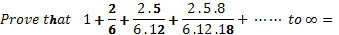 Prove that 1 + 2/6 + 2.5/6.12 + 2.5.8/6.12.18 + ⋯⋯ to ∞ =